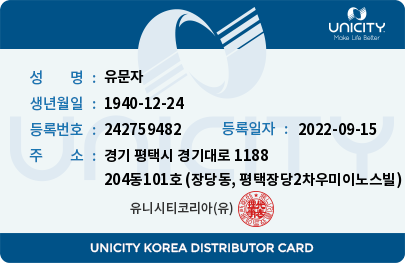 UNICITY
Make Life Better
성 명 : 유문자
생년월일 : 1940-12-24
등록번호 : 242759482 등록일자 : 2022-09-15
주 소 : 경기 평택시 경기대로 1188
204동101호 (장당동, 평택장당2차우미이노스빌)
유니시티코리아(유)
UNICITY
UNICITY KOREA DISTRIBUTOR CARD